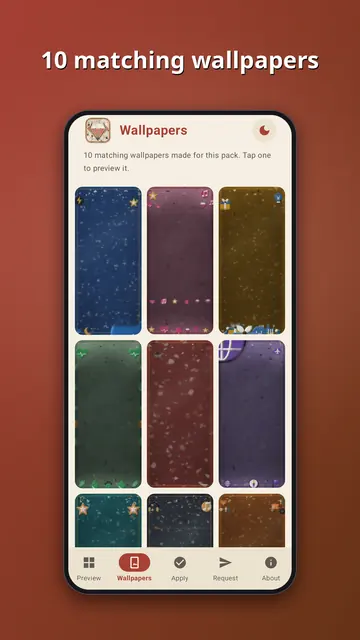 10 matching wallpapers
Wallpapers
10 matching wallpapers made for this pack. Tap one
to preview it.
Preview
Wallpapers
Apply
Request
About